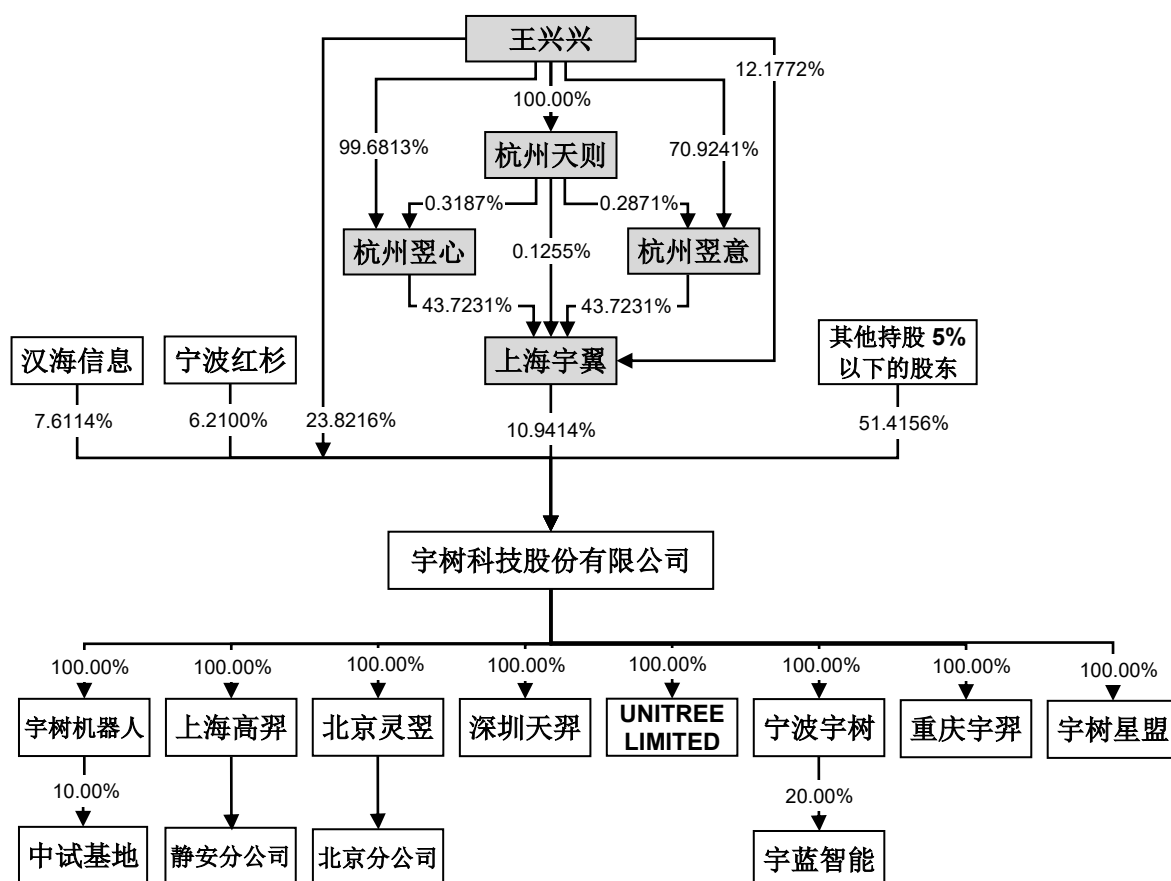 王兴兴
12.1772%
100.00%
99.6813%
杭州天则
70.9241%
0.3187%
0.2871%
杭州翌心
0.1255%
杭州翌意
43.7231%
43.7231%
汉海信息
宁波红杉
上海宇翼
其他持股 5%
以下的股东
7.6114%
6.2100%
23.8216%
10.9414%
51.4156%
宇树科技股份有限公司
100.00%
100.00%
100.00%
100.00%
100.00%
100.00%
100.00%
100.00%
宇树机器人
上海高羿
北京灵翌
深圳天羿
UNITREE
LIMITED
宁波宇树
重庆宇羿
宇树星盟
10.00%
20.00%
中试基地
静安分公司
北京分公司
宇蓝智能